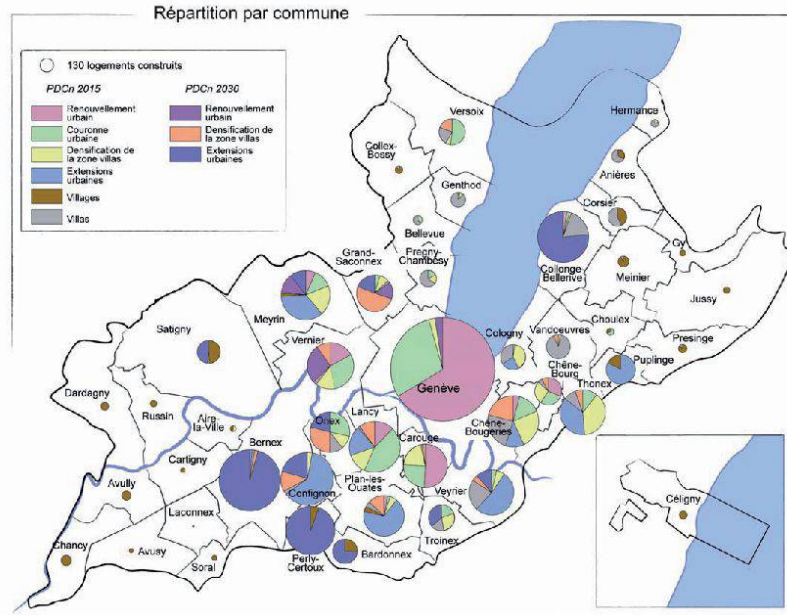 Répartition par commune
130 logements construits
PDCn 2015
PDCn 2030
Renouvellement
urbain
Renouvellement
urbain
Couronne
urbaine
Densification de
la zone villas
Densification de
la zone villas
Extensions
urbaines
Extensions
urbaines
Villages
Villas
Versoix
Hermance
Collex-
Bossy
Genthod
Anières
Corsier
Bellevue
Grand-
Saconnex
Pregny-
Chambésy
Collonge
Bellerive
Gy
Meinier
Jussy
Meyrin
Satigny
Vernier
Cologny
Vandoeuvres
Choulex
Presinge
Puplinge
Chêne-
Bourg
Thonex
Genève
Dardagny
Russin
Aire-
la-Ville
Onex
Lancy
Carouge
Chêne-
Bougeries
Bernex
Cartigny
Confignon
Plan-les-
Ouates
Veyrier
Avully
Laconnex
Céligny
Chancy
Avusy
Soral
Perly-
Certoux
Bardonnex
Troinex